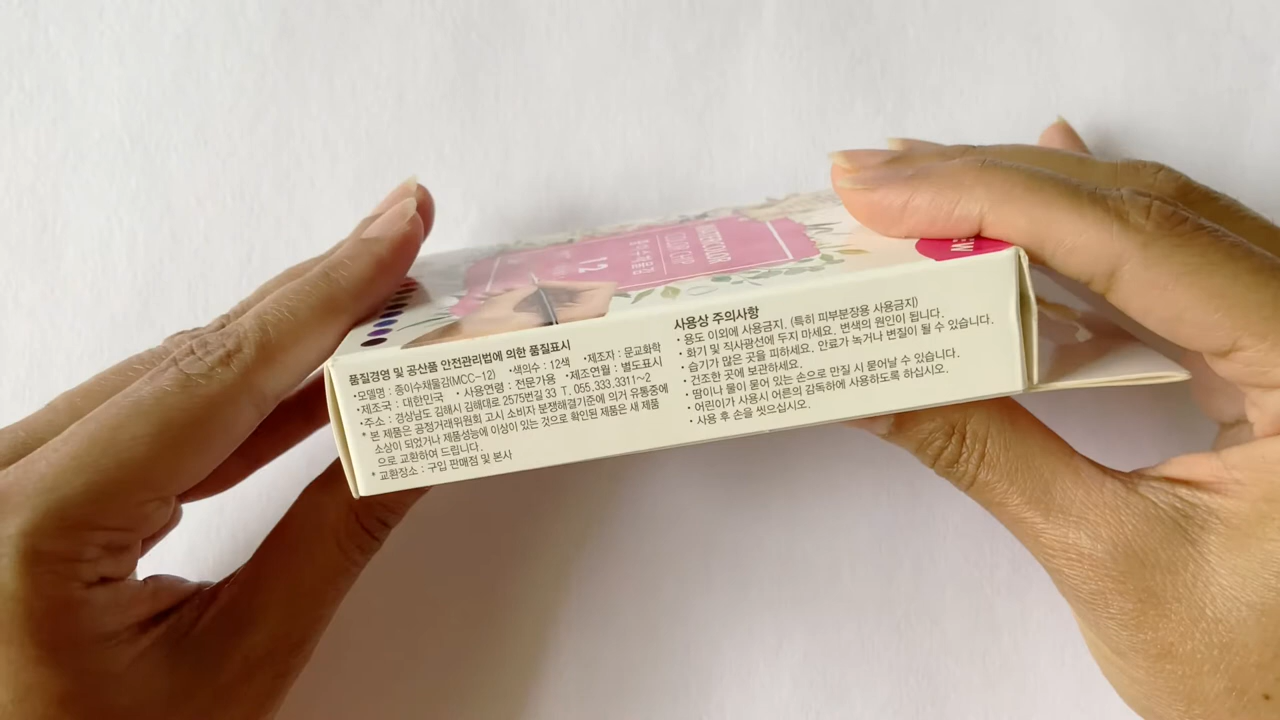 NEW
WATERCOLOR
COLOR CHIP
종이수채물감
12
품질경영 및 공산품 안전관리법에 의한 품질표시
•모델명 : 종이수채물감(MCC-12) •색의수 : 12색 •제조자 : 문교화학
•제조국 : 대한민국 • 사용연령 : 전문가용 •제조연월 : 별도표시
•주소 : 경상남도 김해시 김해대로 2575번길 33 T. 055.333.3311~2
* 본 제품은 공정거래위원회 고시 소비자 분쟁해결기준에 의거 유통중에
소상이 되었거나 제품성능에 이상이 있는 것으로 확인된 제품은 새 제품
으로 교환하여 드립니다.
* 교환장소 : 구입 판매점 및 본사
사용상 주의사항
• 용도 이외에 사용금지. (특히 피부분장용 사용금지)
• 화기 및 직사광선에 두지 마세요. 변색의 원인이 됩니다.
• 습기가 많은 곳을 피하세요. 안료가 녹거나 변질이 될 수 있습니다.
• 건조한 곳에 보관하세요.
• 땀이나 물이 묻어 있는 손으로 만질 시 묻어날 수 있습니다.
• 어린이가 사용시 어른의 감독하에 사용하도록 하십시오.
• 사용 후 손을 씻으십시오.